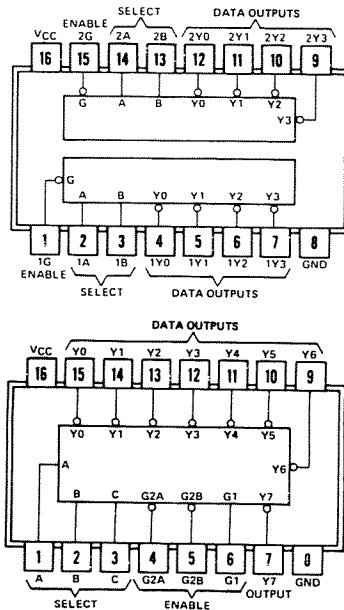 SELECT
ENABLE DATA OUTPUTS
VCC 2G 2A 2B 2Y0 2Y1 2Y2 2Y3
16 15 14 13 12 11 10 9
G A B Y0 Y1 Y2
Y3
G
A B Y0 Y1 Y2 Y3
1 2 3 4 5 6 7 8
1G 1A 1B 1Y0 1Y1 1Y2 1Y3 GND
ENABLE
SELECT DATA OUTPUTS
DATA OUTPUTS
VCC Y0 Y1 Y2 Y3 Y4 Y5 Y6
16 15 14 13 12 11 10 9
Y0 Y1 Y2 Y3 Y4 Y5
A Y6
B C G2A G2B G1 Y7
1 2 3 4 5 6 7 8
A B C G2A G2B G1 Y7 GND
OUTPUT
SELECT ENABLE